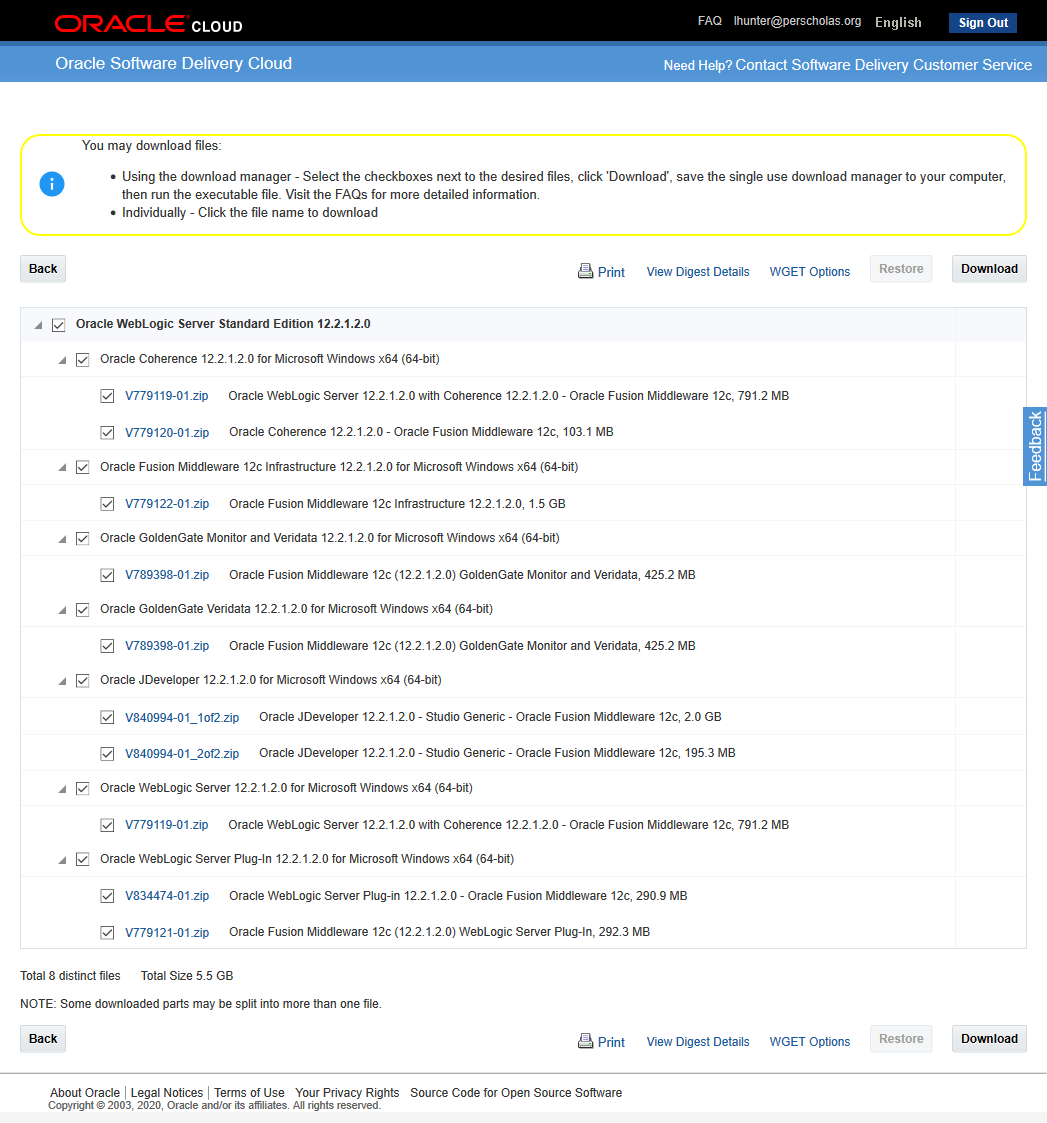 ORACLE CLOUD
FAQ lhunter@perscholas.org English Sign Out
Oracle Software Delivery Cloud
Need Help? Contact Software Delivery Customer Service
You may download files:
• Using the download manager - Select the checkboxes next to the desired files, click 'Download', save the single use download manager to your computer,
then run the executable file. Visit the FAQs for more detailed information.
• Individually - Click the file name to download
Back Print View Digest Details WGET Options Restore Download
Oracle WebLogic Server Standard Edition 12.2.1.2.0
Oracle Coherence 12.2.1.2.0 for Microsoft Windows x64 (64-bit)
V779119-01.zip Oracle WebLogic Server 12.2.1.2.0 with Coherence 12.2.1.2.0 - Oracle Fusion Middleware 12c, 791.2 MB
V779120-01.zip Oracle Coherence 12.2.1.2.0 - Oracle Fusion Middleware 12c, 103.1 MB
Feedback
Oracle Fusion Middleware 12c Infrastructure 12.2.1.2.0 for Microsoft Windows x64 (64-bit)
V779122-01.zip Oracle Fusion Middleware 12c Infrastructure 12.2.1.2.0, 1.5 GB
Oracle GoldenGate Monitor and Veridata 12.2.1.2.0 for Microsoft Windows x64 (64-bit)
V789398-01.zip Oracle Fusion Middleware 12c (12.2.1.2.0) GoldenGate Monitor and Veridata, 425.2 MB
Oracle GoldenGate Veridata 12.2.1.2.0 for Microsoft Windows x64 (64-bit)
V789398-01.zip Oracle Fusion Middleware 12c (12.2.1.2.0) GoldenGate Monitor and Veridata, 425.2 MB
Oracle JDeveloper 12.2.1.2.0 for Microsoft Windows x64 (64-bit)
V840994-01_1of2.zip Oracle JDeveloper 12.2.1.2.0 - Studio Generic - Oracle Fusion Middleware 12c, 2.0 GB
V840994-01_2of2.zip Oracle JDeveloper 12.2.1.2.0 - Studio Generic - Oracle Fusion Middleware 12c, 195.3 MB
Oracle WebLogic Server 12.2.1.2.0 for Microsoft Windows x64 (64-bit)
V779119-01.zip Oracle WebLogic Server 12.2.1.2.0 with Coherence 12.2.1.2.0 - Oracle Fusion Middleware 12c, 791.2 MB
Oracle WebLogic Server Plug-In 12.2.1.2.0 for Microsoft Windows x64 (64-bit)
V834474-01.zip Oracle WebLogic Server Plug-in 12.2.1.2.0 - Oracle Fusion Middleware 12c, 290.9 MB
V779121-01.zip Oracle Fusion Middleware 12c (12.2.1.2.0) WebLogic Server Plug-In, 292.3 MB
Total 8 distinct files Total Size 5.5 GB
NOTE: Some downloaded parts may be split into more than one file.
Back Print View Digest Details WGET Options Restore Download
About Oracle | Legal Notices | Terms of Use Your Privacy Rights Source Code for Open Source Software
Copyright © 2003, 2020, Oracle and/or its affiliates. All rights reserved.